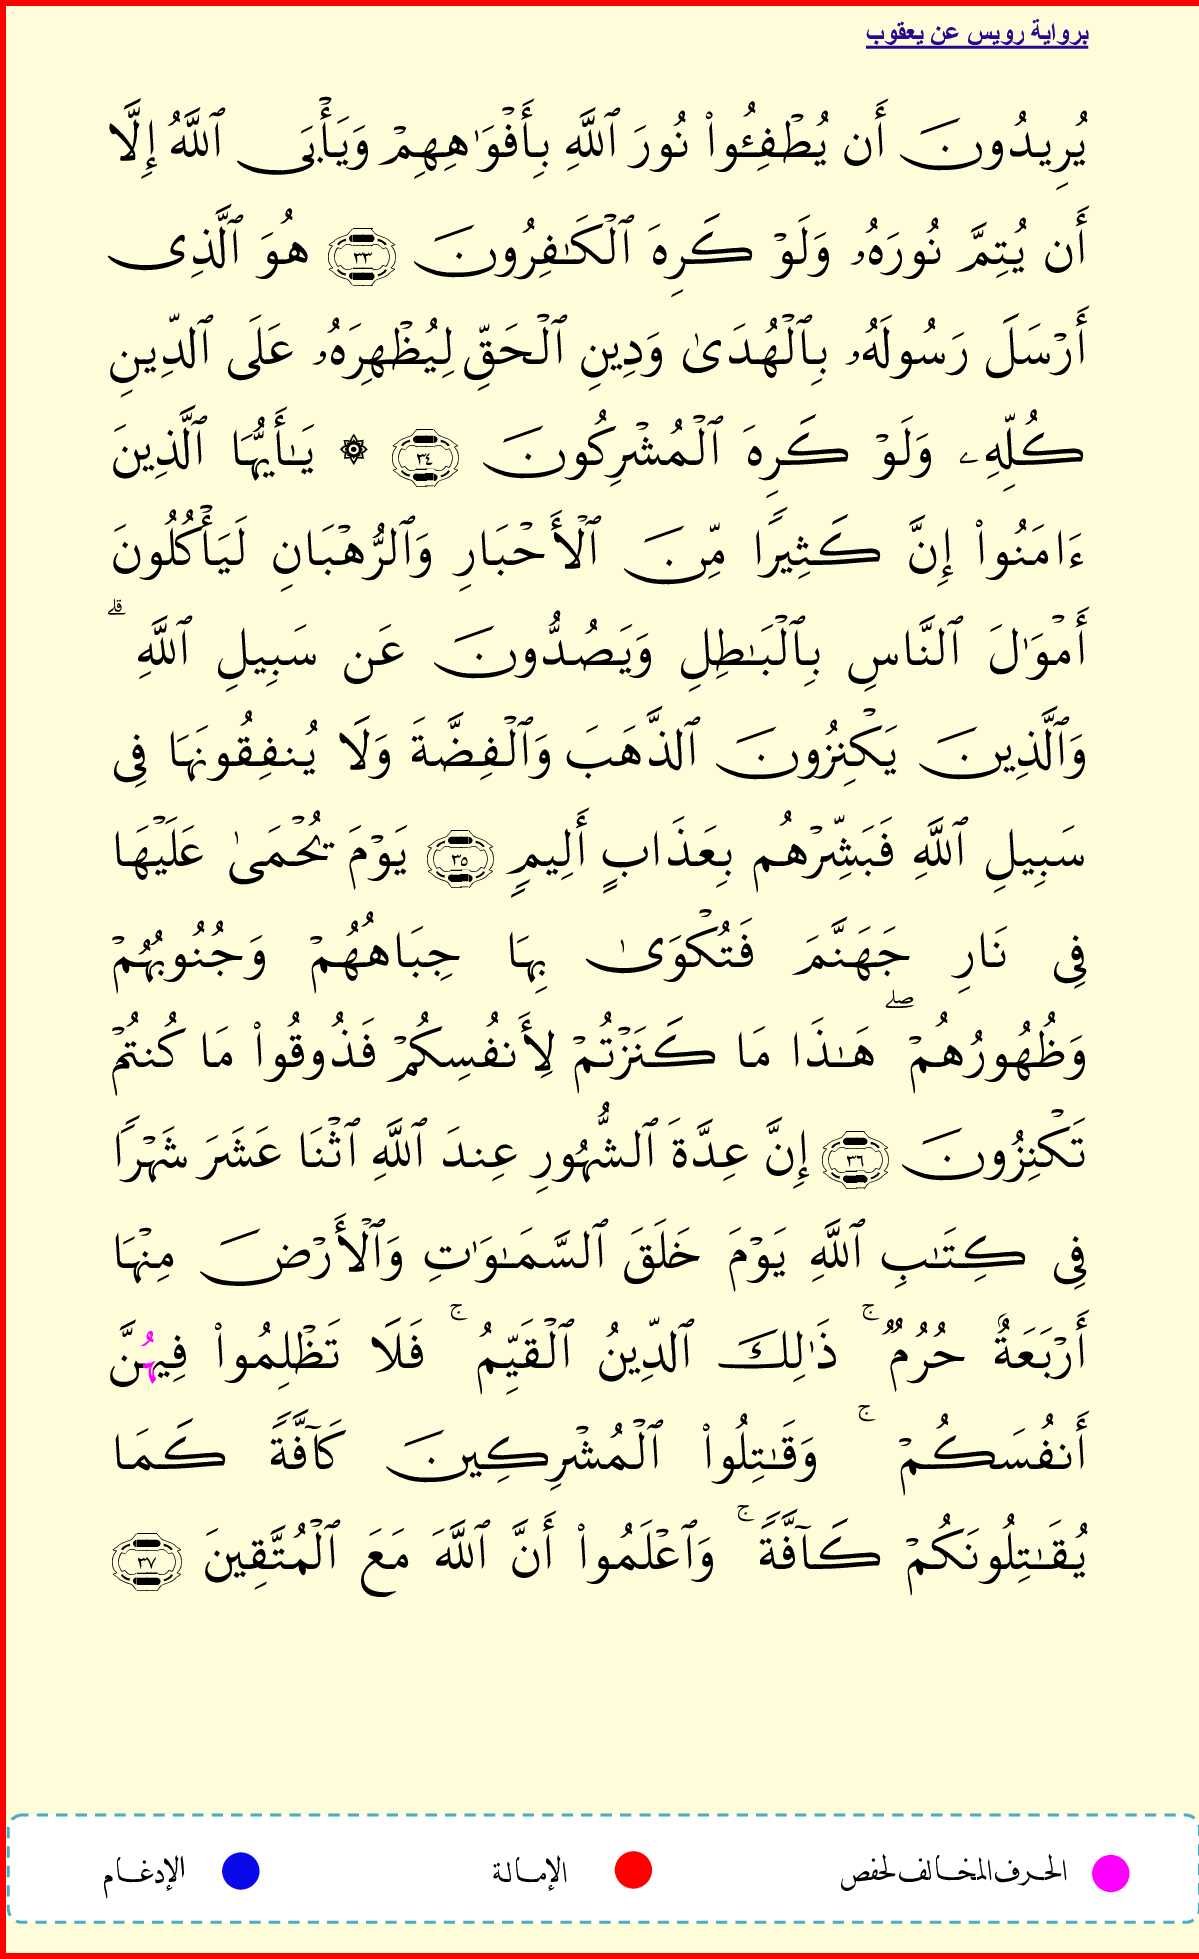 برواية رويس عن يعقوب
يُرِيدُونَ أَن يُطْفِـُٔوا۟ نُورَ ٱللَّهِ بِأَفْوَٰهِهِمْ وَيَأْبَى ٱللَّهُ إِلَّا
أَن يُتِمَّ نُورَهُۥ وَلَوْ كَرِهَ ٱلْكَـٰفِرُونَ ٣٣ هُوَ ٱلَّذِى
أَرْسَلَ رَسُولَهُۥ بِٱلْهُدَىٰ وَدِينِ ٱلْحَقِّ لِيُظْهِرَهُۥ عَلَى ٱلدِّينِ
كُلِّهِۦ وَلَوْ كَرِهَ ٱلْمُشْرِكُونَ ٣٤ ۞ يَـٰٓأَيُّهَا ٱلَّذِينَ
ءَامَنُوا۟ إِنَّ كَثِيرًا مِّنَ ٱلْأَحْبَارِ وَٱلرُّهْبَانِ لَيَأْكُلُونَ
أَمْوَٰلَ ٱلنَّاسِ بِٱلْبَـٰطِلِ وَيَصُدُّونَ عَن سَبِيلِ ٱللَّهِ ۗ
وَٱلَّذِينَ يَكْنِزُونَ ٱلذَّهَبَ وَٱلْفِضَّةَ وَلَا يُنفِقُونَهَا فِى
سَبِيلِ ٱللَّهِ فَبَشِّرْهُم بِعَذَابٍ أَلِيمٍ ٣٥ يَوْمَ يُحْمَىٰ عَلَيْهَا
فِى نَارِ جَهَنَّمَ فَتُكْوَىٰ بِهَا جِبَاهُهُمْ وَجُنُوبُهُمْ
وَظُهُورُهُمْ ۖ هَـٰذَا مَا كَنَزْتُمْ لِأَنفُسِكُمْ فَذُوقُوا۟ مَا كُنتُمْ
تَكْنِزُونَ ٣٦ إِنَّ عِدَّةَ ٱلشُّهُورِ عِندَ ٱللَّهِ ٱثْنَا عَشَرَ شَهْرًا
فِى كِتَـٰبِ ٱللَّهِ يَوْمَ خَلَقَ ٱلسَّمَـٰوَٰتِ وَٱلْأَرْضَ مِنْهَا
أَرْبَعَةٌ حُرُمٌ ۚ ذَٰلِكَ ٱلدِّينُ ٱلْقَيِّمُ ۚ فَلَا تَظْلِمُوا۟ فِيهُنَّ
أَنفُسَكُمْ ۚ وَقَـٰتِلُوا۟ ٱلْمُشْرِكِينَ كَآفَّةً كَمَا
يُقَـٰتِلُونَكُمْ كَآفَّةً ۚ وَٱعْلَمُوا۟ أَنَّ ٱللَّهَ مَعَ ٱلْمُتَّقِينَ ٣٧
الحرف المخالف لحفص الإمالة الإدغام